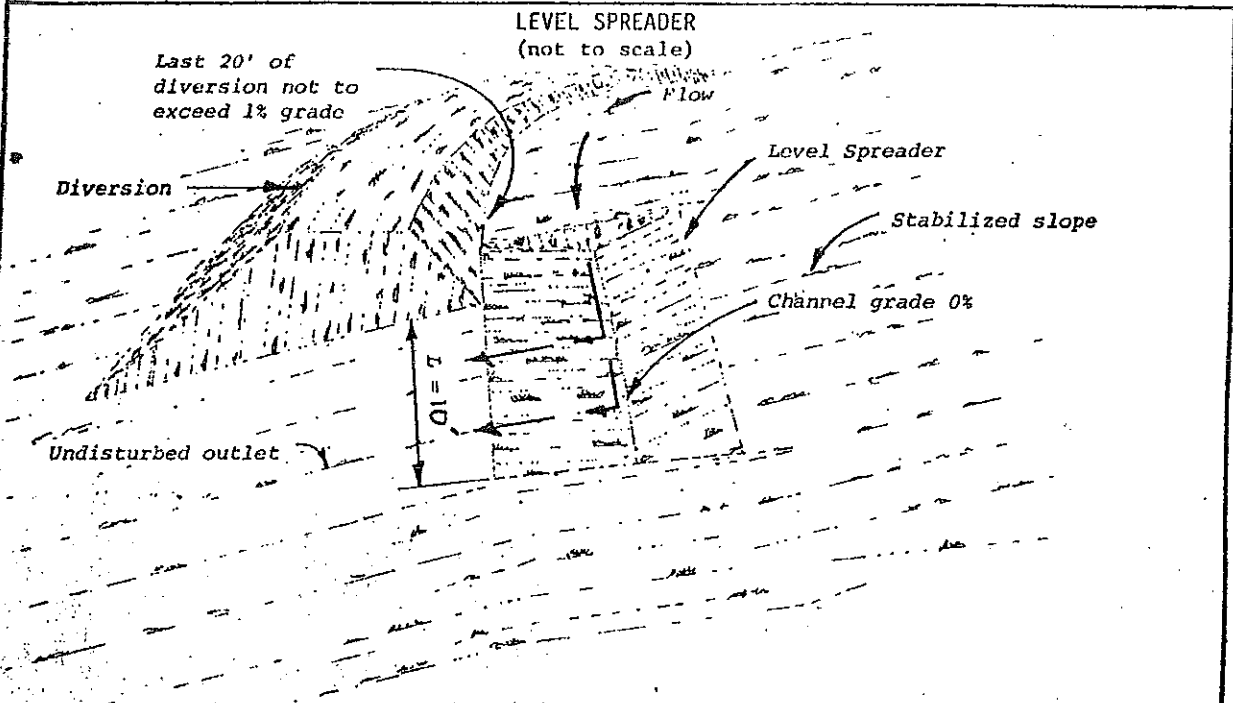 LEVEL SPREADER
(not to scale)
Last 20' of
diversion not to
exceed 1% grade
Flow
Level Spreader
Diversion
Stabilized slope
Channel grade 0%
L = 10
Undisturbed outlet